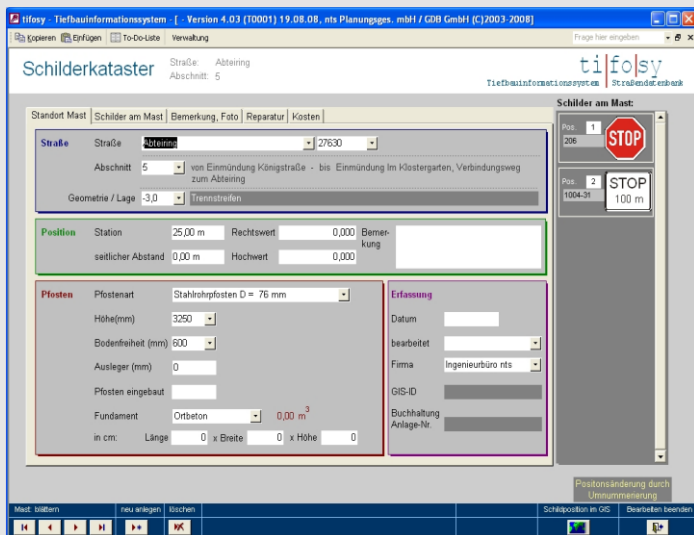 tifosy - Tiefbauinformationssystem - [ - Version 4.03 (T0001) 19.08.08, nts Planungsges. mbH / GDB GmbH (C)2003-2008]
Kopieren Einfügen To-Do-Liste Verwaltung Frage hier eingeben
Schilderkataster
Straße: Abteiring
Abschnitt: 5
ti|fo|sy
Tiefbauinformationssystem Straßendatenbank
Standort Mast Schilder am Mast Bemerkung, Foto Reparatur Kosten
Straße Straße Abteiring 27630
Abschnitt 5 von Einmündung Königstraße - bis Einmündung Im Klostergarten, Verbindungsweg
zum Abteiring
Geometrie / Lage -3,0 Trennstreifen
Position Station 25,00 m Rechtswert 0,000 Bemer-
kung
seitlicher Abstand 0,00 m Hochwert 0,000
Pfosten Pfostenart Stahlrohrpfosten D = 76 mm
Höhe(mm) 3250
Bodenfreiheit (mm) 600
Ausleger (mm) 0
Pfosten eingebaut
Fundament Ortbeton 0,00 m³
in cm: Länge 0 x Breite 0 x Höhe 0
Erfassung
Datum
bearbeitet
Firma Ingenieurbüro nts
GIS-ID
Buchhaltung
Anlage-Nr.
Schilder am Mast:
Pos. 1
206
STOP
Pos. 2
1004-31
STOP
100 m
Positonsänderung durch
Umnummerierung
Mast: blättern neu anlegen löschen Schildposition im GIS Bearbeiten beenden